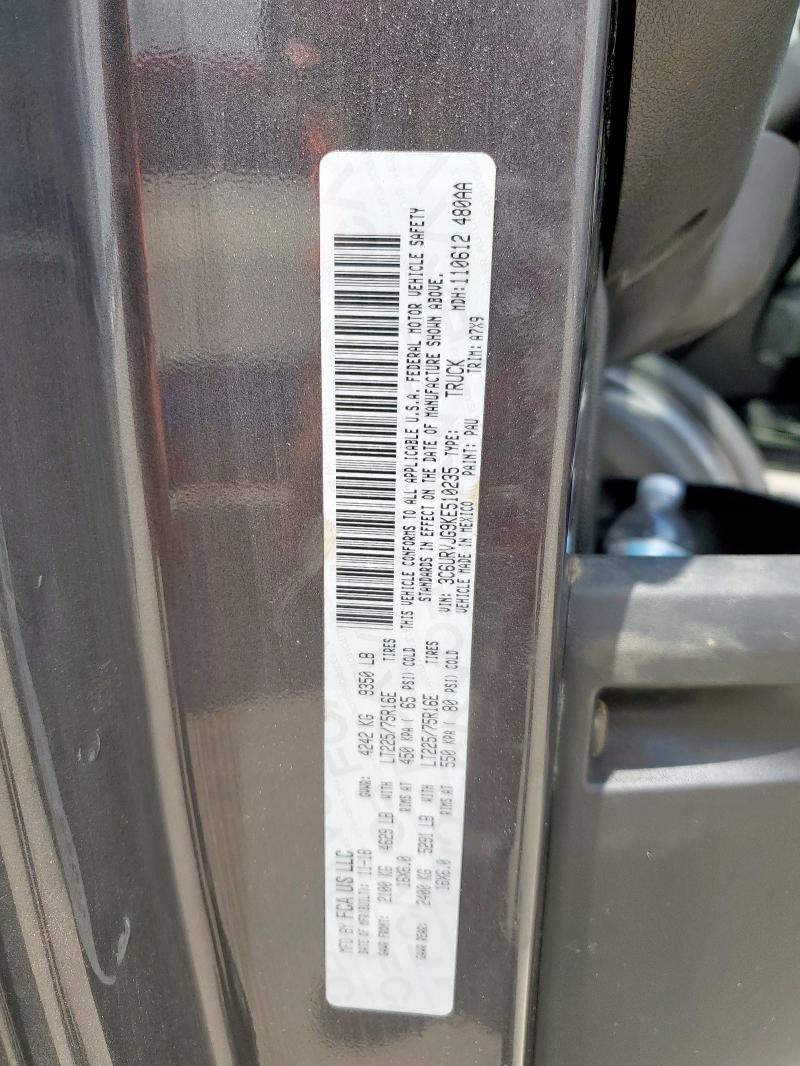 MFD BY FCA US LLC
DATE OF MFR(BUILT): 11-18 GVWR: 4242 KG 9350 LB
GAWR FRONT: 2100 KG 4629 LB WITH LT225/75R16E TIRES
16X6.0 RIMS AT 450 KPA( 65 PSI) COLD
GAWR REAR: 2400 KG 5291 LB WITH LT225/75R16E TIRES
16X6.0 RIMS AT 550 KPA( 80 PSI) COLD
THIS VEHICLE CONFORMS TO ALL APPLICABLE U.S.A. FEDERAL MOTOR VEHICLE SAFETY
STANDARDS IN EFFECT ON THE DATE OF MANUFACTURE SHOWN ABOVE.
VIN: 3C6URVJG9KE510235 TYPE: TRUCK MDH:110612 480AA
VEHICLE MADE IN MEXICO PAINT: PAU TRIM: A7X9